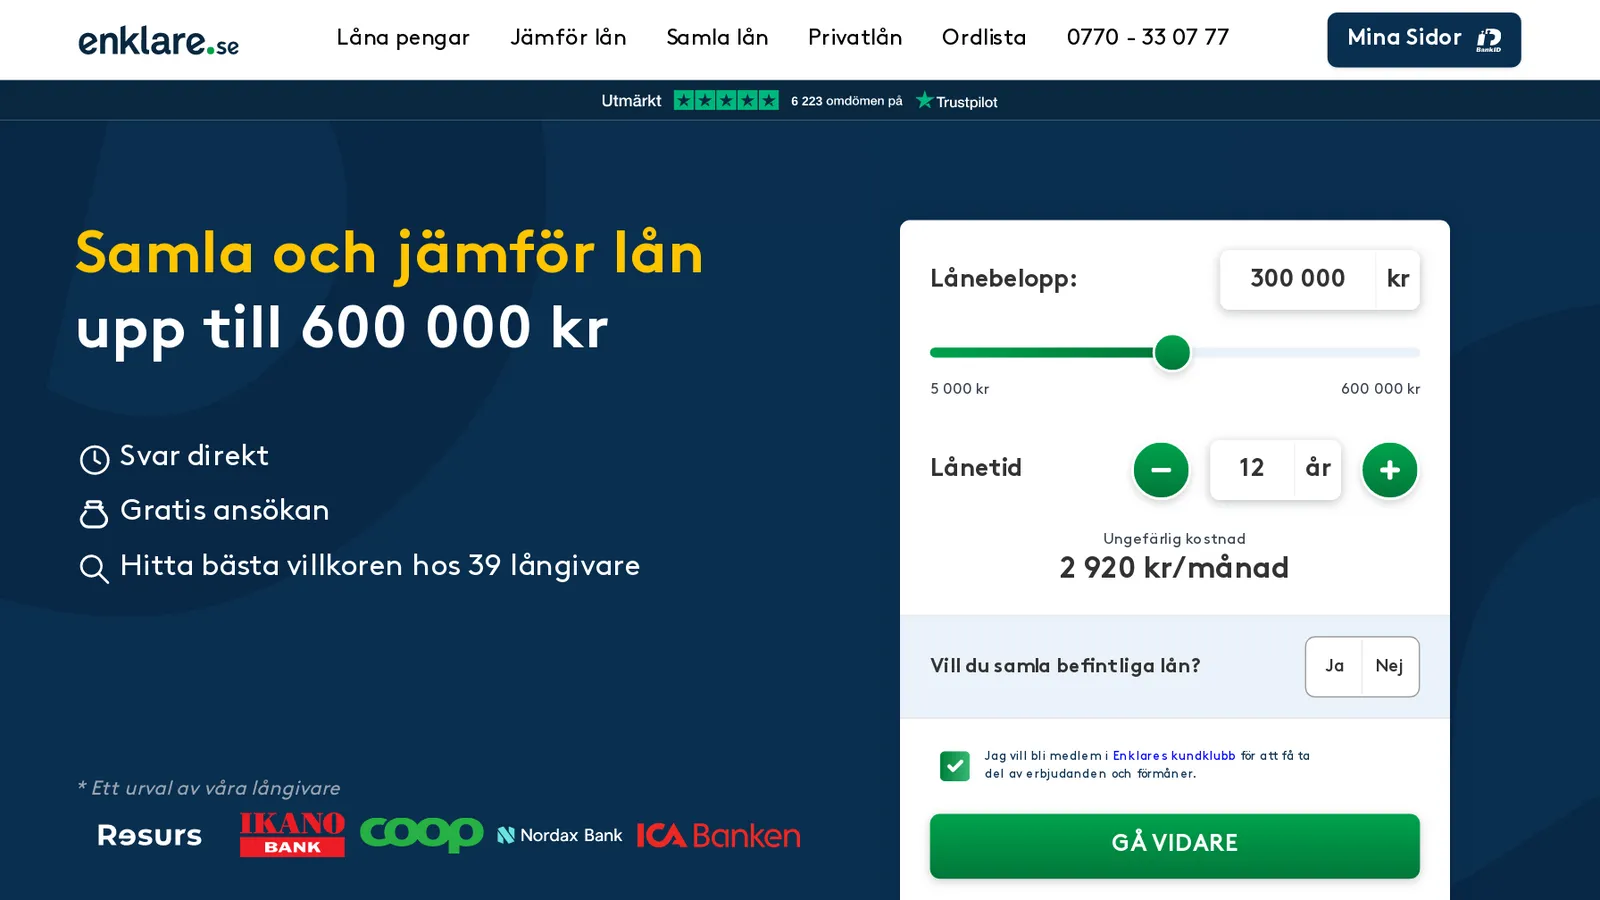 enklare.se
Låna pengar
Jämför lån
Samla lån
Privatlån
Ordlista
0770 - 33 07 77
Mina Sidor
BankID
Utmärkt
6 223 omdömen på
Trustpilot
Samla och jämför lån
upp till 600 000 kr
Svar direkt
Gratis ansökan
Hitta bästa villkoren hos 39 långivare
* Ett urval av våra långivare
Resurs
IKANO
BANK
coop
Nordax Bank
ICA Banken
Lånebelopp:
300 000
kr
5 000 kr
600 000 kr
Lånetid
12
år
Ungefärlig kostnad
2 920 kr/månad
Vill du samla befintliga lån?
Ja
Nej
Jag vill bli medlem i Enklares kundklubb för att få ta
del av erbjudanden och förmåner.
GÅ VIDARE